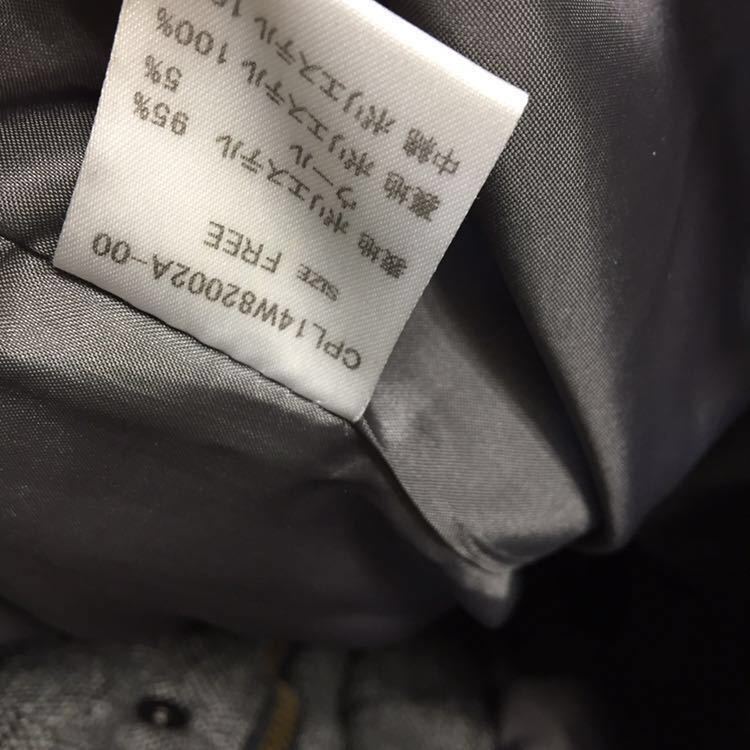 CPL14W82002A-00
SIZE FREE
表地 ポリエステル 95%
ウール 5%
裏地 ポリエステル 100%
中綿 ポリエステル